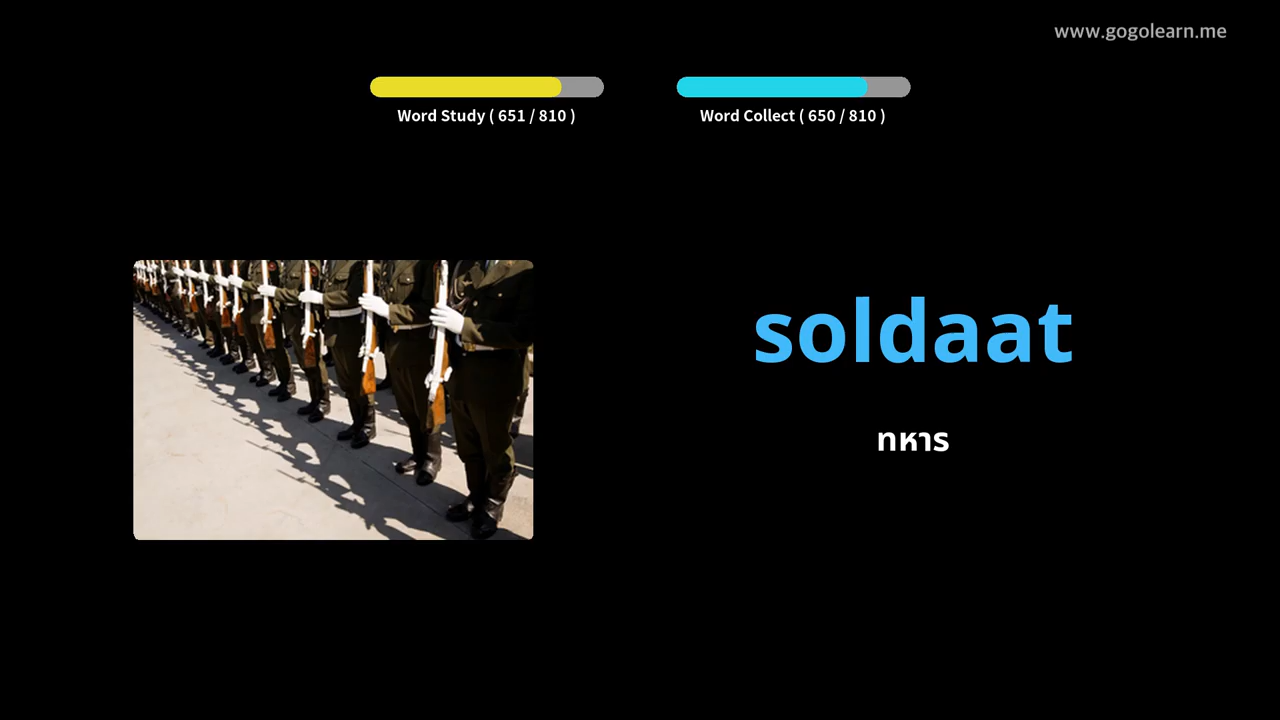 www.gogolearn.me
Word Study ( 651 / 810 )
Word Collect ( 650 / 810 )
soldaat
ทหาร